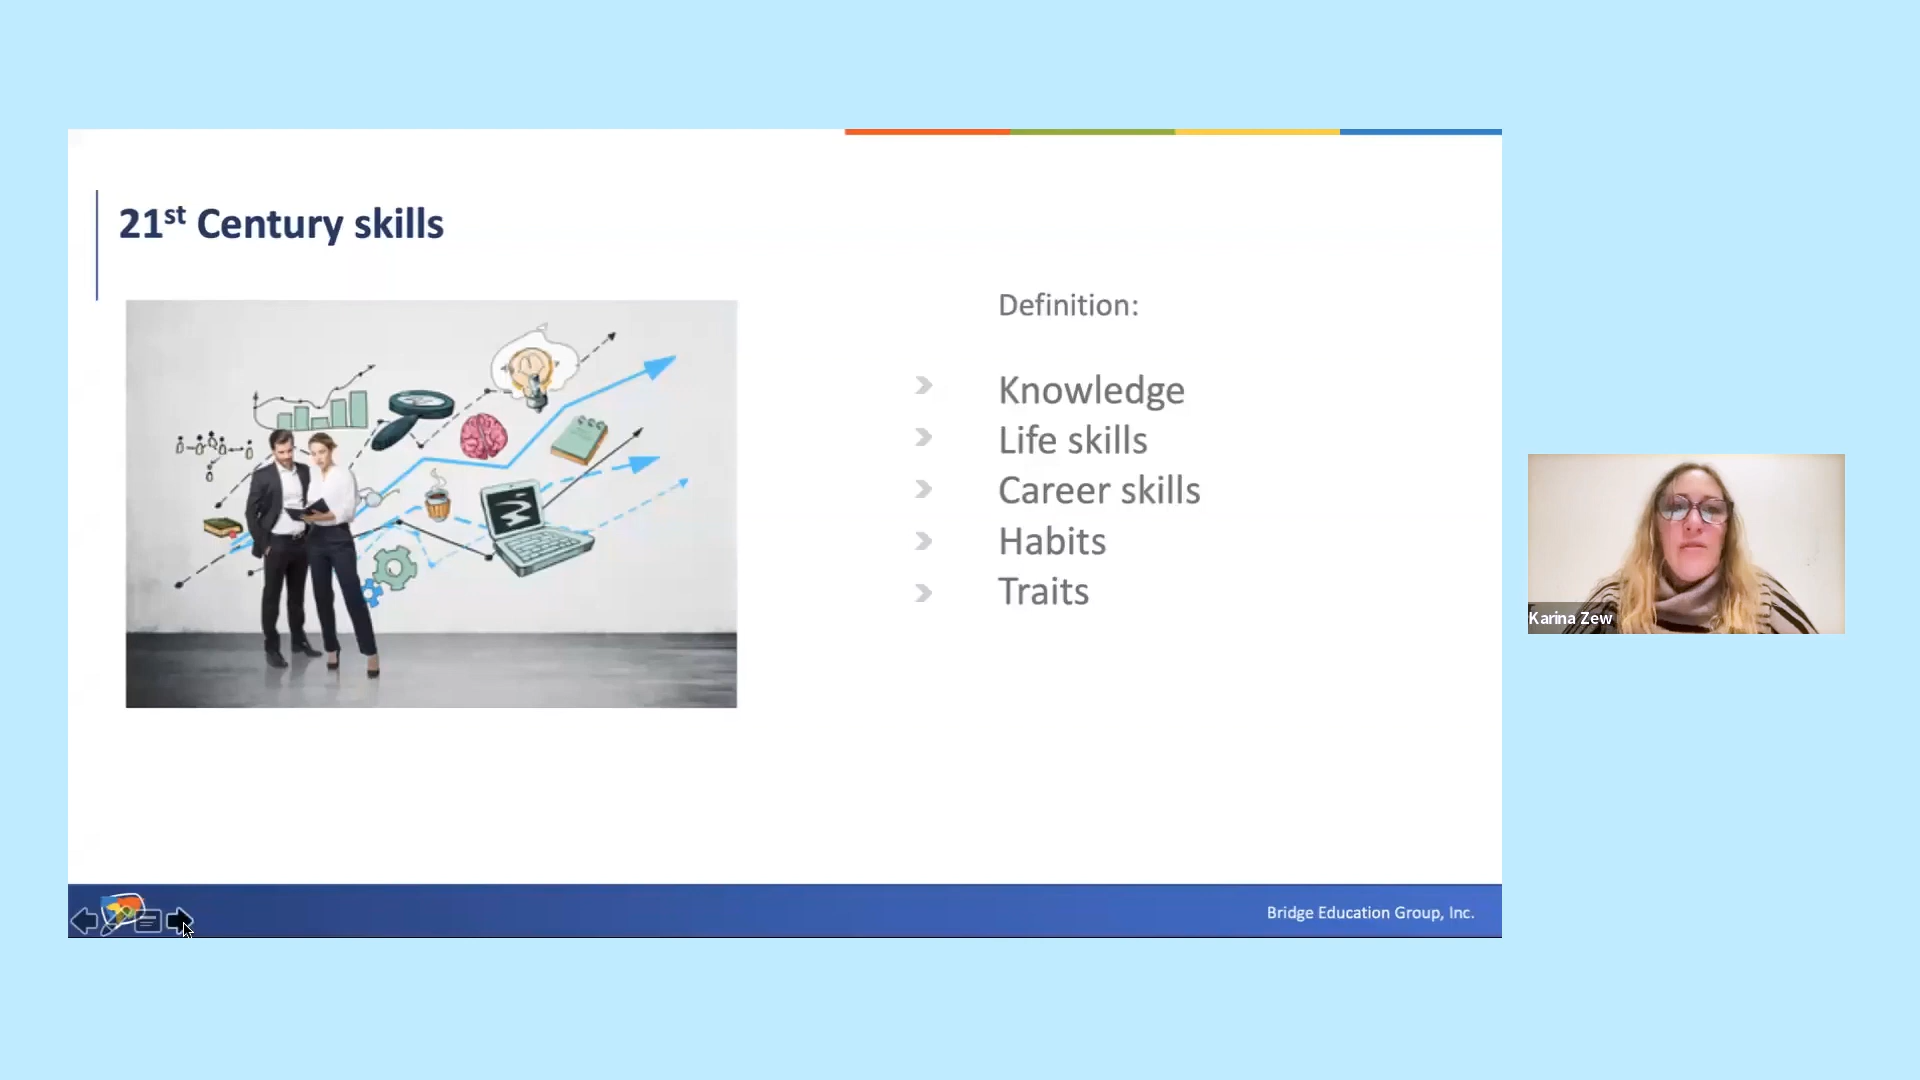 21st Century skills
Definition:
Knowledge
Life skills
Career skills
Habits
Traits
Karina Zew
Bridge Education Group, Inc.